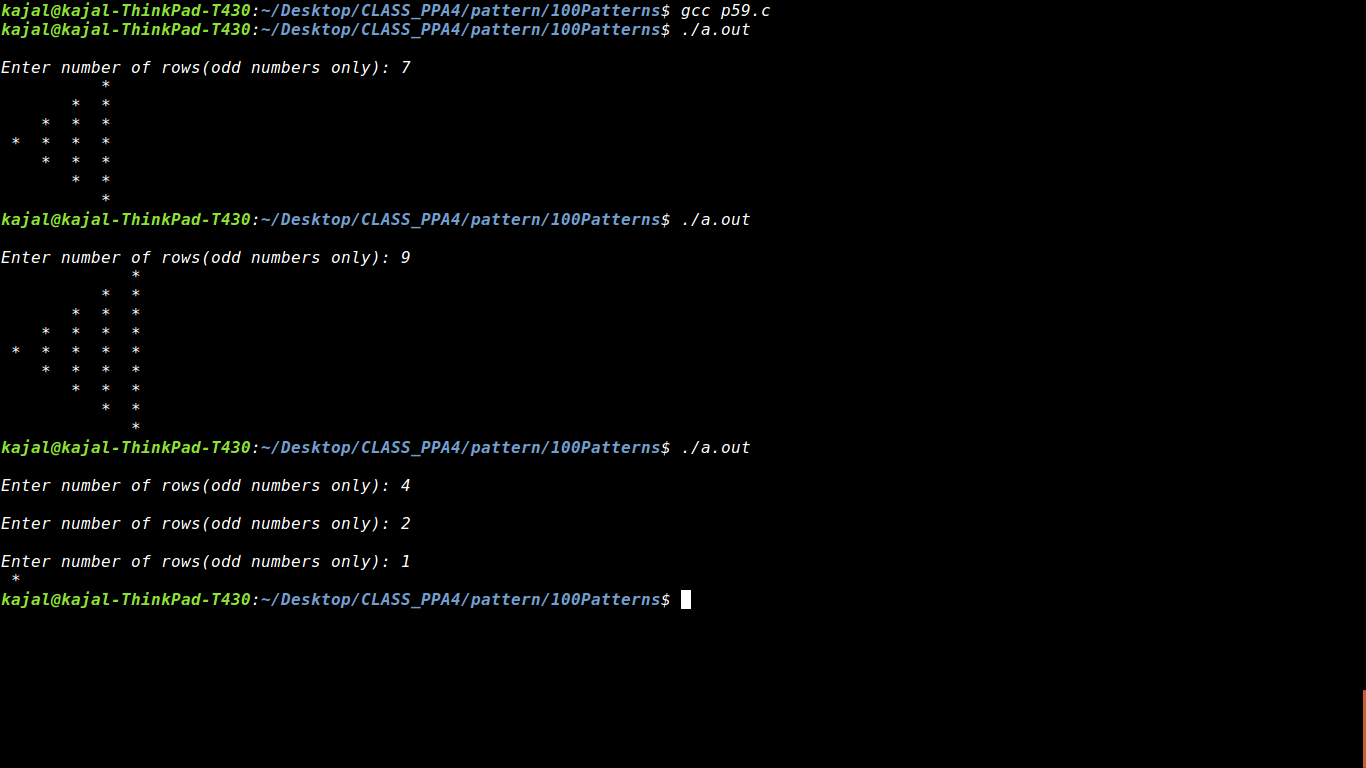 kajal@kajal-ThinkPad-T430:~/Desktop/CLASS_PPA4/pattern/100Patterns$ gcc p59.c
kajal@kajal-ThinkPad-T430:~/Desktop/CLASS_PPA4/pattern/100Patterns$ ./a.out

Enter number of rows(odd numbers only): 7
          *
       *  *
    *  *  *
 *  *  *  *
    *  *  *
       *  *
          *
kajal@kajal-ThinkPad-T430:~/Desktop/CLASS_PPA4/pattern/100Patterns$ ./a.out

Enter number of rows(odd numbers only): 9
             *
          *  *
       *  *  *
    *  *  *  *
 *  *  *  *  *
    *  *  *  *
       *  *  *
          *  *
             *
kajal@kajal-ThinkPad-T430:~/Desktop/CLASS_PPA4/pattern/100Patterns$ ./a.out

Enter number of rows(odd numbers only): 4

Enter number of rows(odd numbers only): 2

Enter number of rows(odd numbers only): 1
 *
kajal@kajal-ThinkPad-T430:~/Desktop/CLASS_PPA4/pattern/100Patterns$